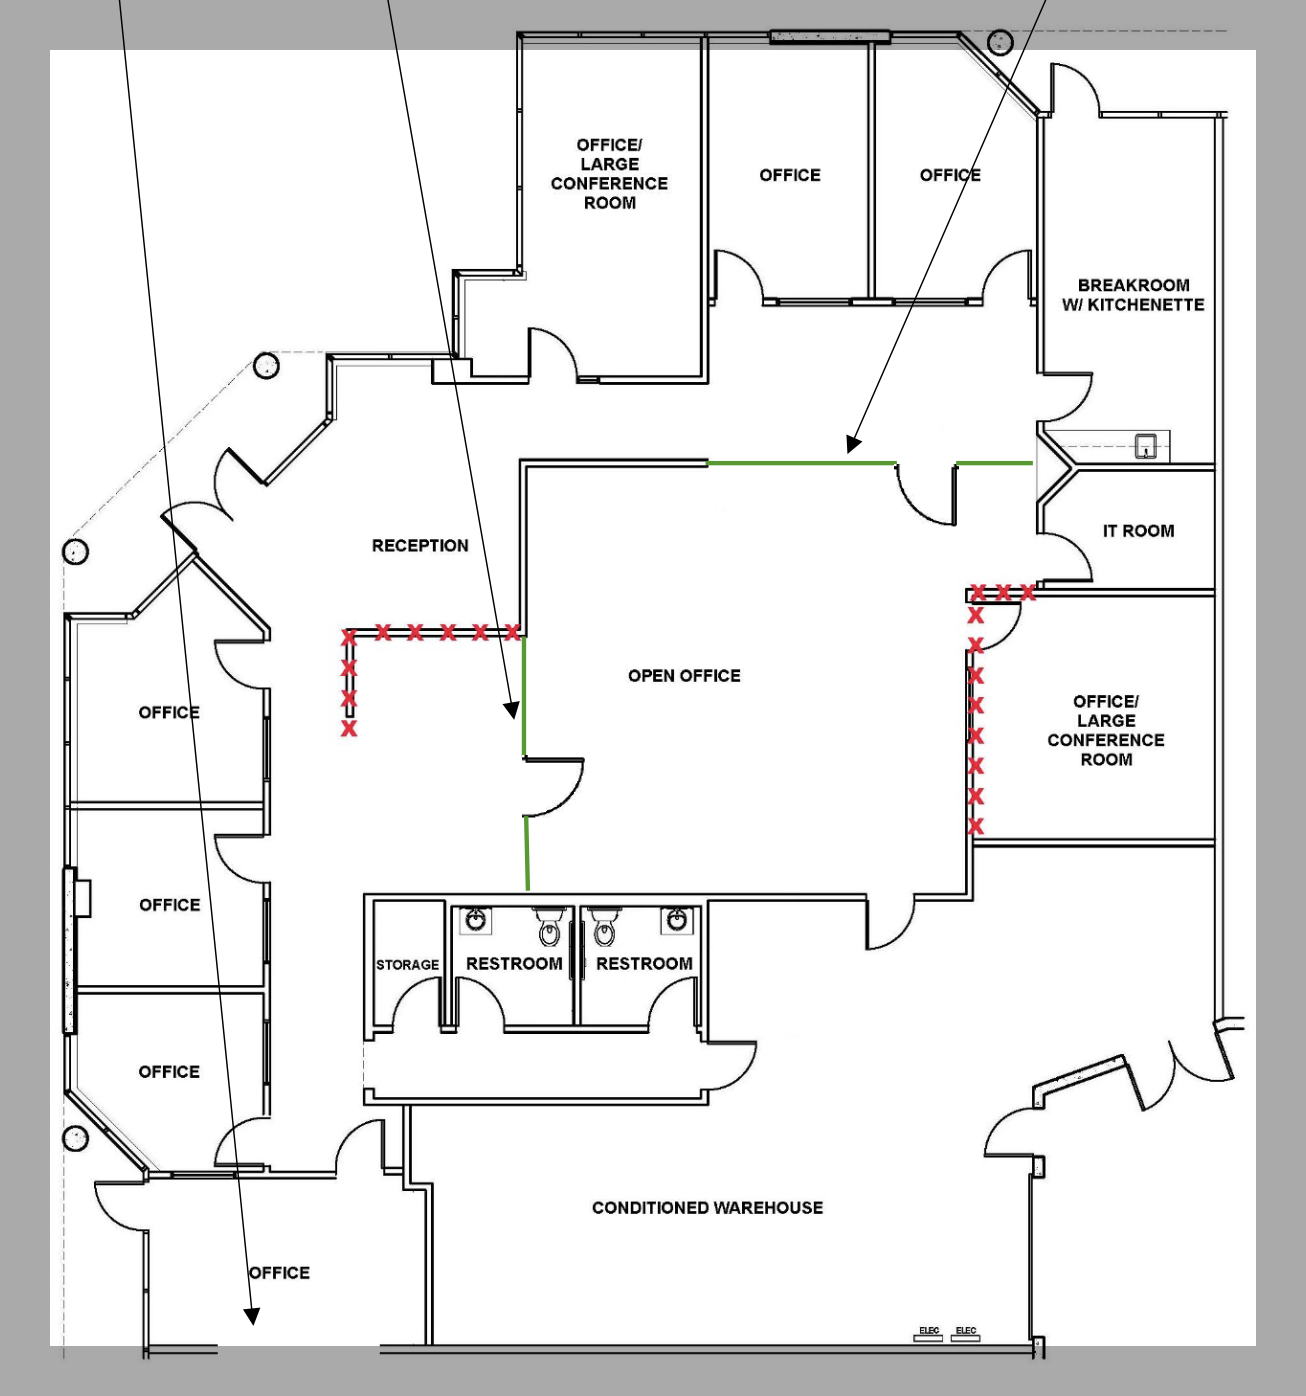 OFFICE/
LARGE
CONFERENCE
ROOM
OFFICE
OFFICE
BREAKROOM
W/ KITCHENETTE
RECEPTION
IT ROOM
OPEN OFFICE
OFFICE/
LARGE
CONFERENCE
ROOM
OFFICE
OFFICE
STORAGE
RESTROOM
RESTROOM
OFFICE
CONDITIONED WAREHOUSE
OFFICE
ELEC
ELEC